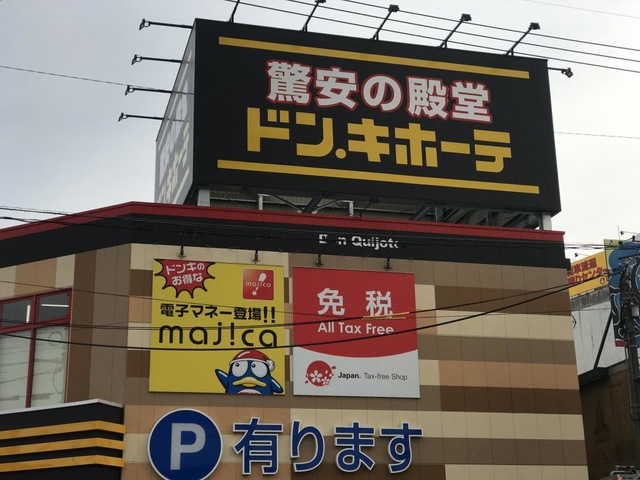 驚安の殿堂
ドン.キホーテ
Don Quijote
ドンキの
お得な
majica
電子マネー登場!!
maj!ca
免税
All Tax Free
Japan. Tax-free Shop
P 有ります